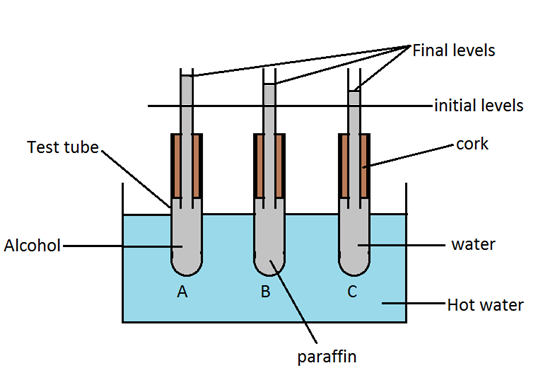 Final levels
initial levels
Test tube
cork
Alcohol
water
A B C
Hot water
paraffin